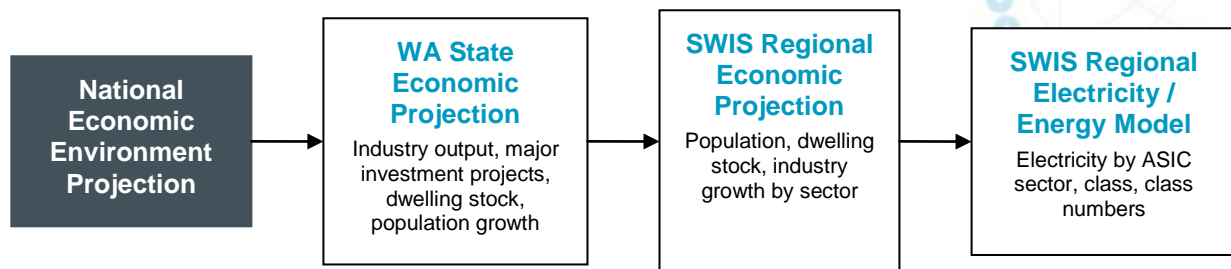 National
Economic
Environment
Projection
WA State
Economic
Projection
Industry output, major
investment projects,
dwelling stock,
population growth
SWIS Regional
Economic
Projection
Population, dwelling
stock, industry
growth by sector
SWIS Regional
Electricity /
Energy Model
Electricity by ASIC
sector, class, class
numbers